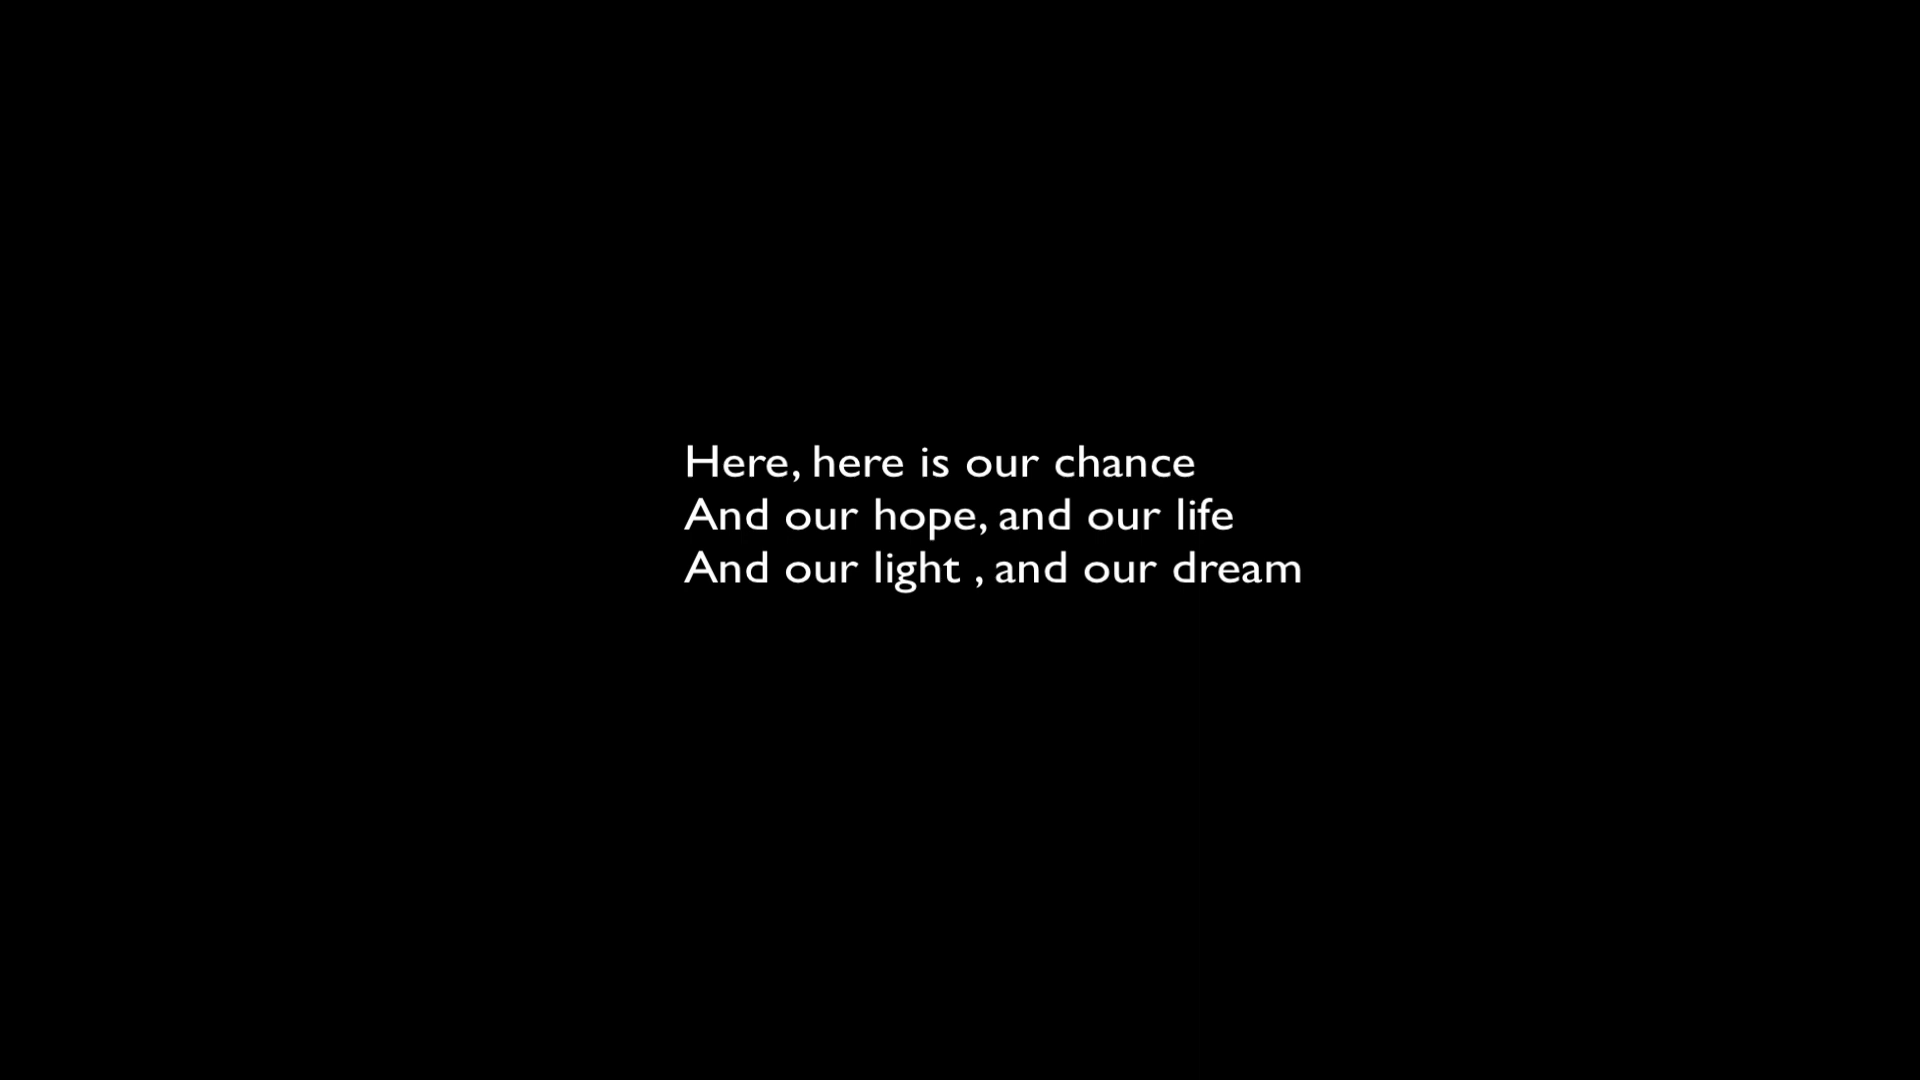 Here, here is our chance
And our hope, and our life
And our light , and our dream